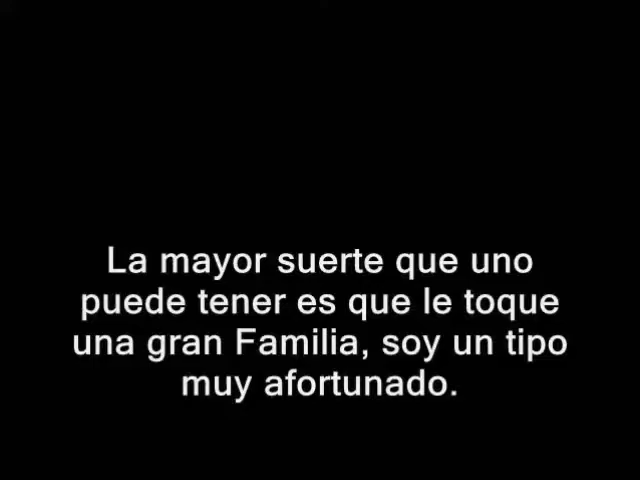 La mayor suerte que uno
puede tener es que le toque
una gran Familia, soy un tipo
muy afortunado.